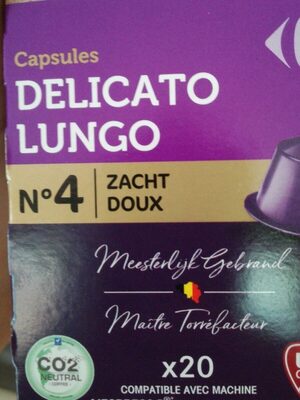 Capsules
DELICATO
LUNGO
N°4
ZACHT
DOUX
Meesterlijk Gebrand
Maître Torréfacteur
CO2
NEUTRAL
x20
COMPATIBLE AVEC MACHINE